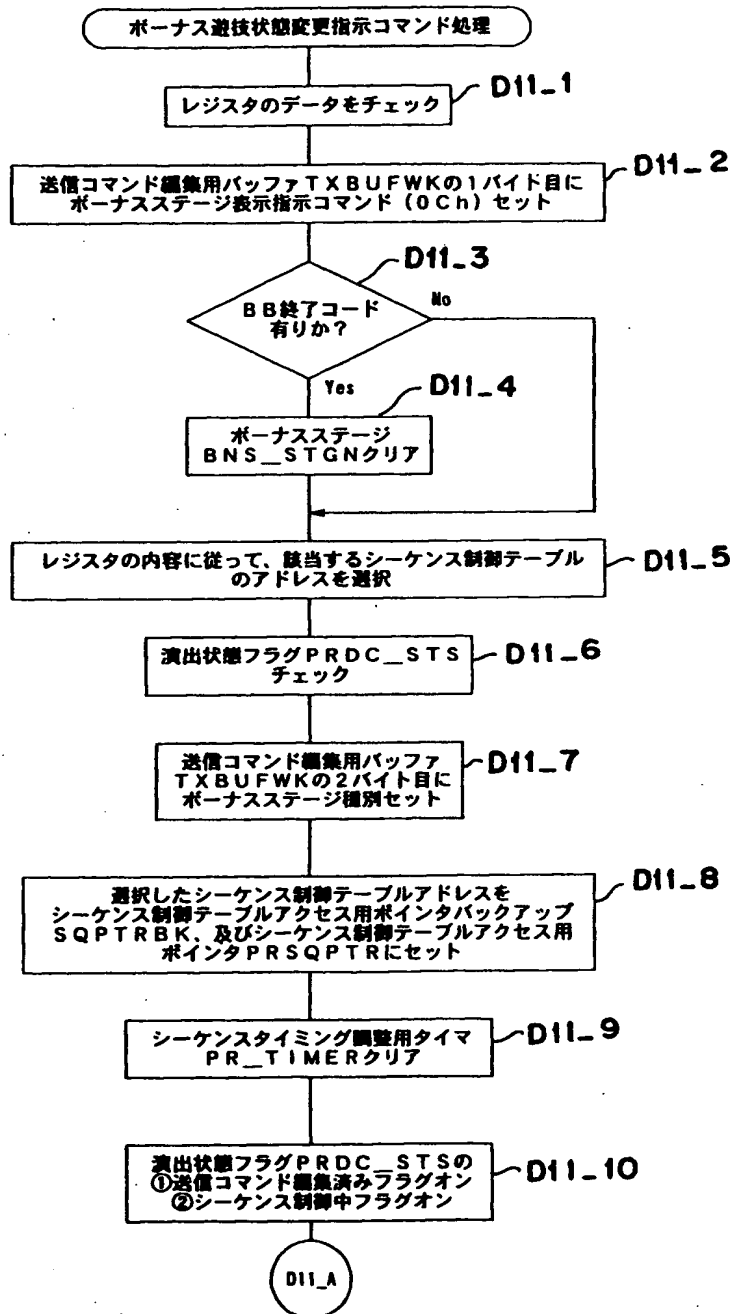 ボーナス遊技状態変更指示コマンド処理
レジスタのデータをチェック
D11_1
送信コマンド編集用バッファTXBUFWKの1バイト目に
ボーナスステージ表示指示コマンド(0Ch)セット
D11_2
D11_3
BB終了コード
有りか?
No
Yes
D11_4
ボーナスステージ
BNS__STGNクリア
レジスタの内容に従って、該当するシーケンス制御テーブル
のアドレスを選択
D11_5
演出状態フラグPRDC__STS
チェック
D11_6
送信コマンド編集用バッファ
TXBUFWKの2バイト目に
ボーナスステージ種別セット
D11_7
選択したシーケンス制御テーブルアドレスを
シーケンス制御テーブルアクセス用ポインタバックアップ
SQPTRBK、及びシーケンス制御テーブルアクセス用
ポインタPRSQPTRにセット
D11_8
シーケンスタイミング調整用タイマ
PR__TIMERクリア
D11_9
演出状態フラグPRDC__STSの
①送信コマンド編集済みフラグオン
②シーケンス制御中フラグオン
D11_10
D11_A